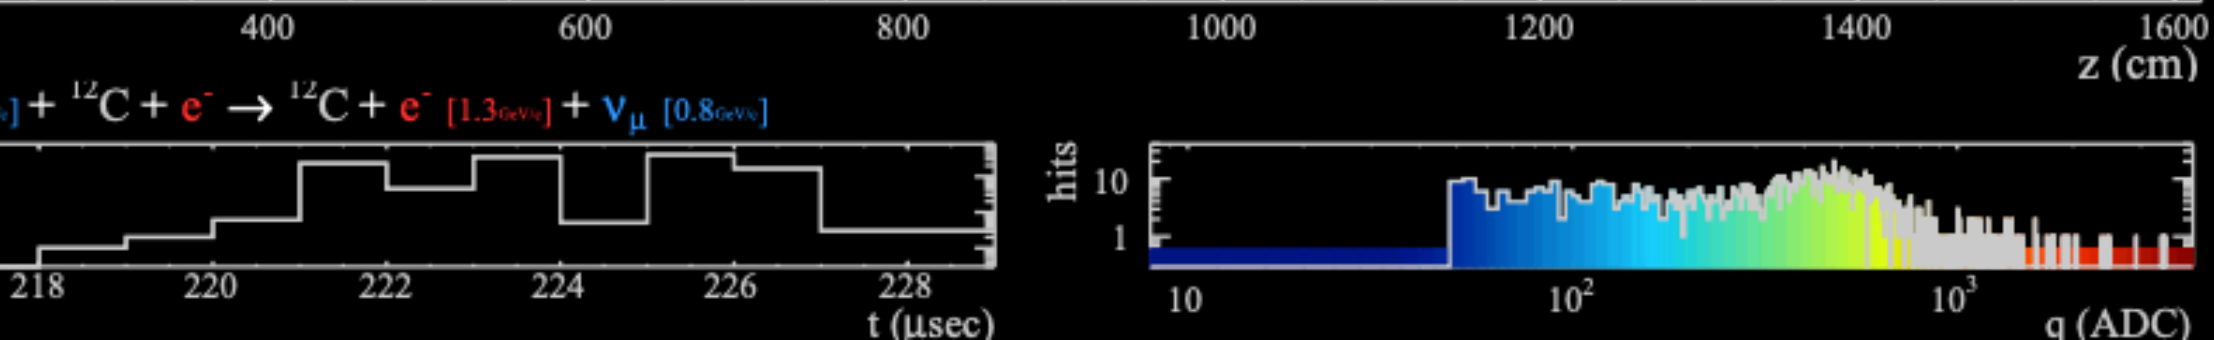 400 600 800 1000 1200 1400 1600
z (cm)
] + ¹²C + e⁻ → ¹²C + e⁻ [1.3GeV/c] + νμ [0.8GeV/c]
hits
10
1
218 220 222 224 226 228
t (μsec)
10 10² 10³
q (ADC)